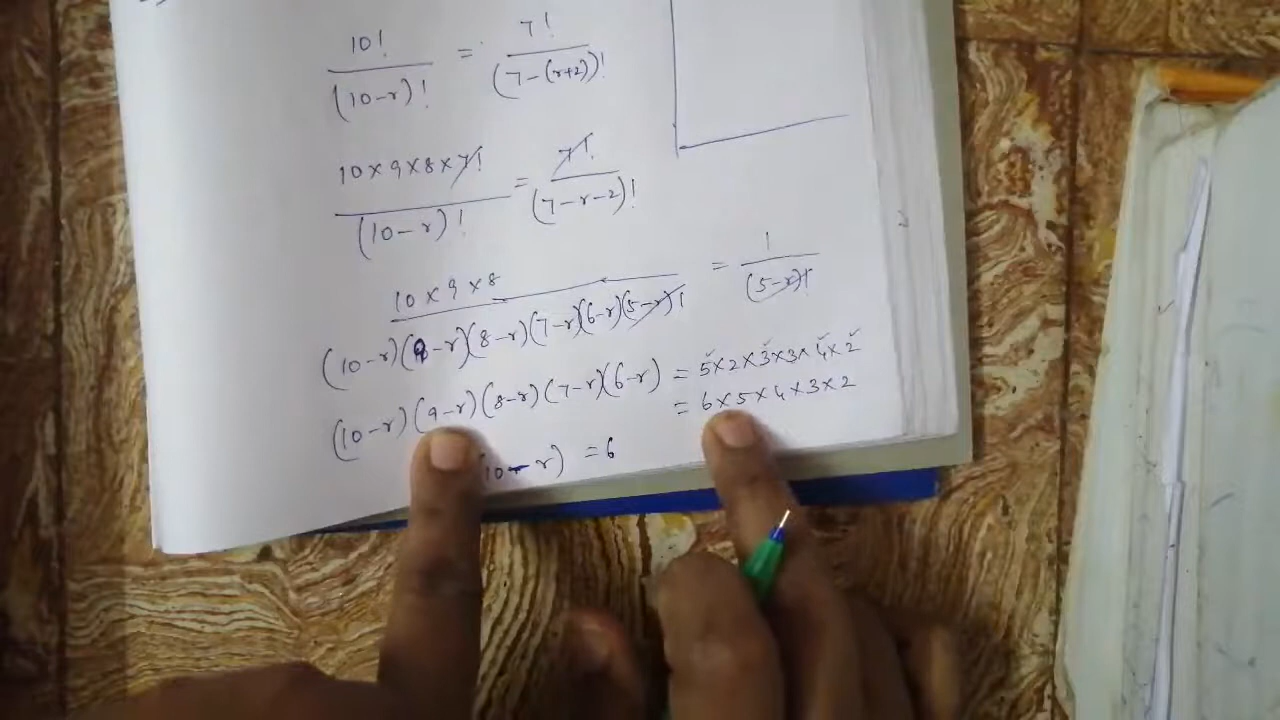 10! / (10-r)! = 7! / (7-(r+2))!
10×9×8×7! / (10-r)! = 7! / (7-r-2)!
10×9×8 / (10-r)(9-r)(8-r)(7-r)(6-r)(5-r)! = 1 / (5-r)!
(10-r)(9-r)(8-r)(7-r)(6-r) = 5×2×3×3×4×2
= 6×5×4×3×2
(10-r) = 6